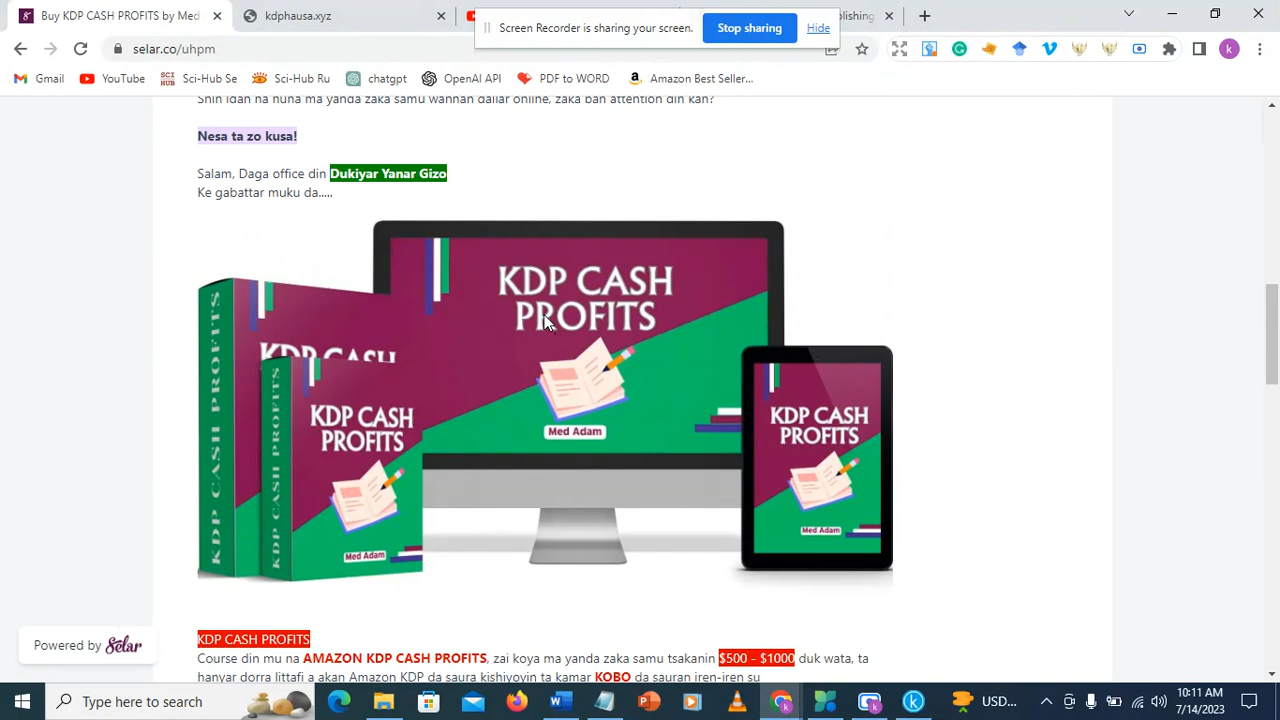 Buy KDP CASH PROFITS by Med
kdphausa.xyz
lishing
Screen Recorder is sharing your screen.
Stop sharing
Hide
selar.co/uhpm
Gmail
YouTube
Sci-Hub Se
Sci-Hub Ru
chatgpt
OpenAI API
PDF to WORD
Amazon Best Seller...
Shin idan na nuna ma yanda zaka samu wannan dallar online, zaka ban attention din kan?
Nesa ta zo kusa!
Salam, Daga office din Dukiyar Yanar Gizo
Ke gabattar muku da.....
KDP CASH
PROFITS
Med Adam
KDP CASH PROFITS
KDP CASH
KDP CASH PROFITS
KDP CASH
PROFITS
Med Adam
KDP CASH
PROFITS
Med Adam
KDP CASH PROFITS
Course din mu na AMAZON KDP CASH PROFITS, zai koya ma yanda zaka samu tsakanin $500 - $1000 duk wata, ta
hanyar dorra littafi a akan Amazon KDP da saura kishiyoyin ta kamar KOBO da sauran iren-iren su
Powered by Selar
Type here to search
USD...
10:11 AM
7/14/2023